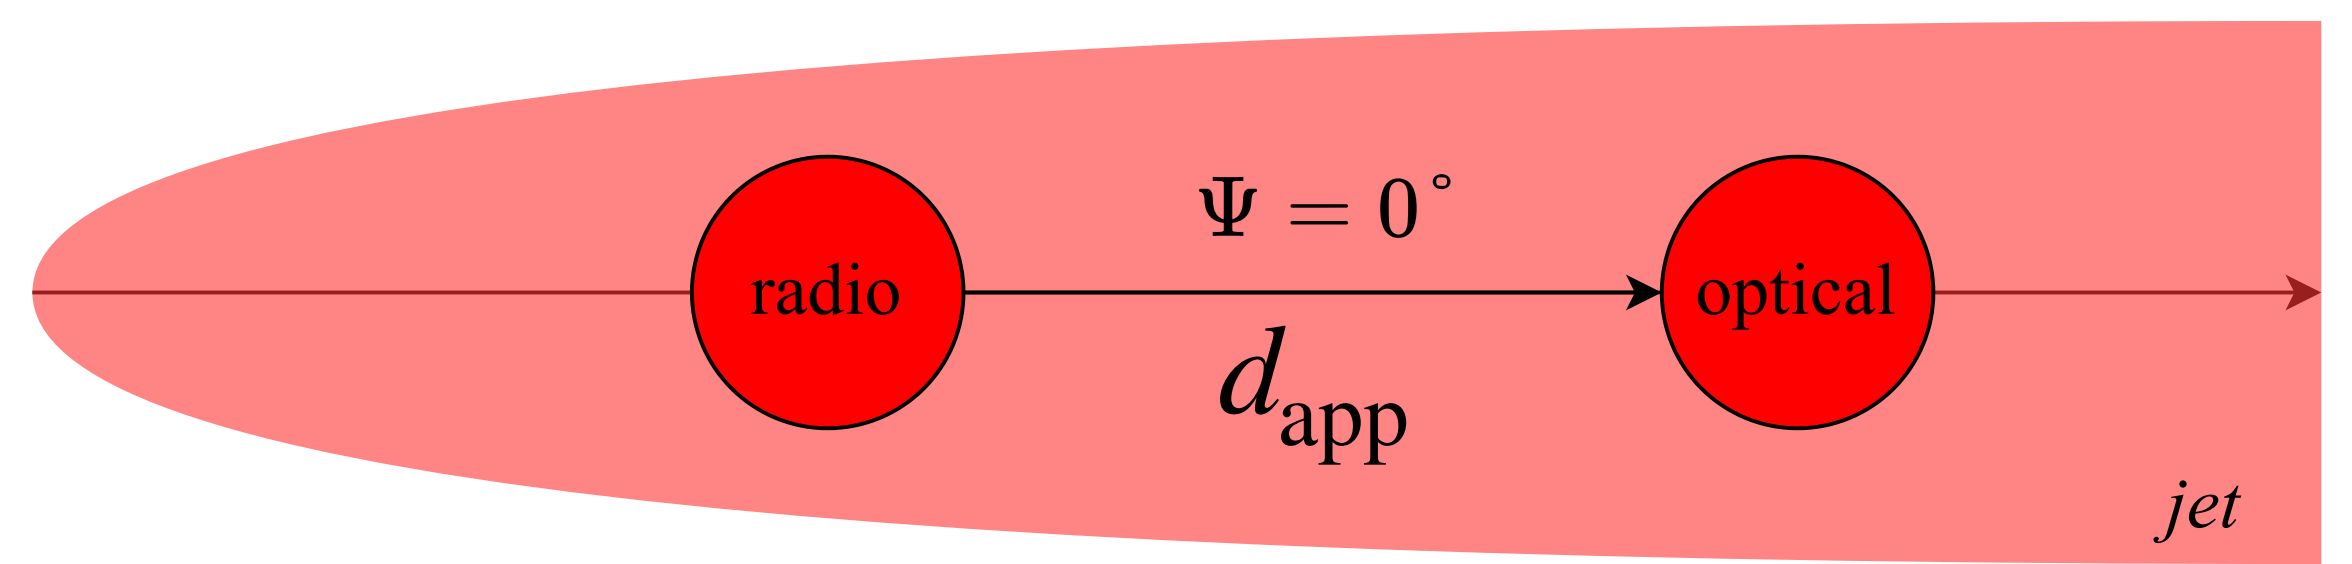 Ψ = 0°
radio
optical
d_app
jet